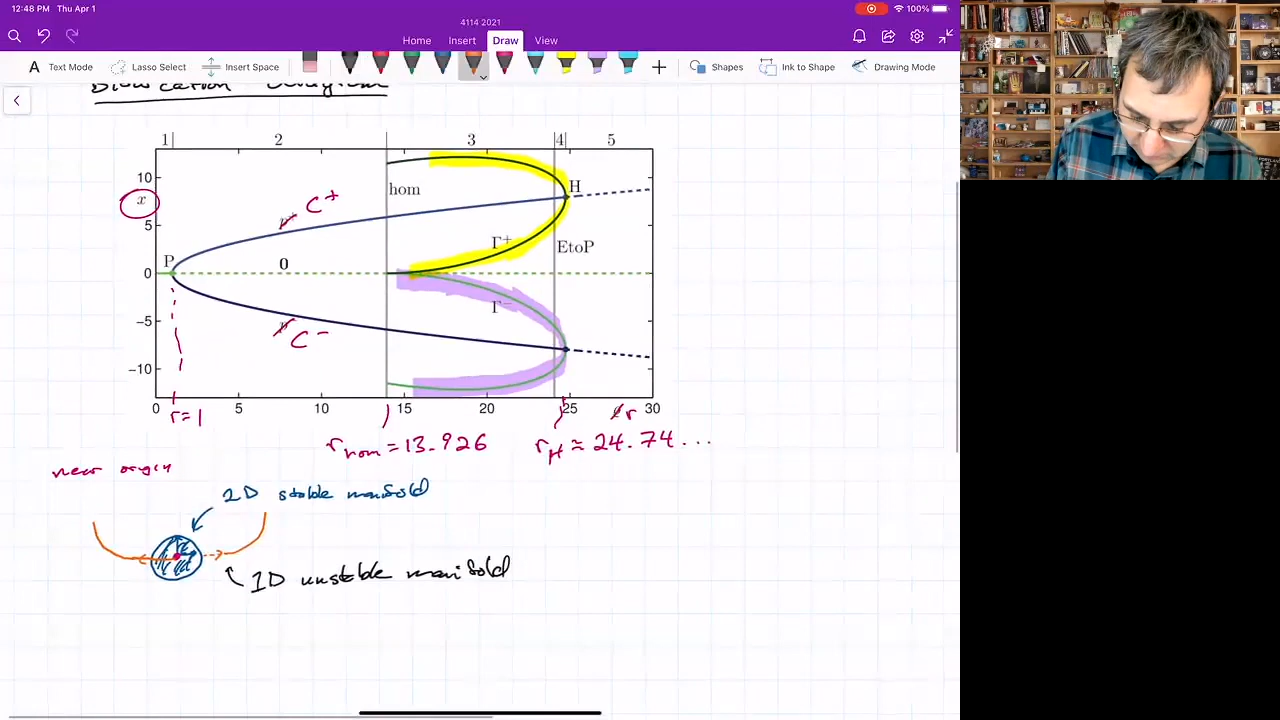 12:48 PM Thu Apr 1
100%
4114 2021
Home Insert Draw View
Text Mode Lasso Select Insert Space Shapes Ink to Shape Drawing Mode
Bifurcation Diagram
1 2 3 4 5
10
x
5
0
-5
-10
hom
H
C+
Γ+
EtoP
P
0
Γ-
C-
0 5 10 15 20 25 30
r
r=1
r_hom = 13.926
r_H ≈ 24.74...
near origin
2D stable manifold
1D unstable manifold